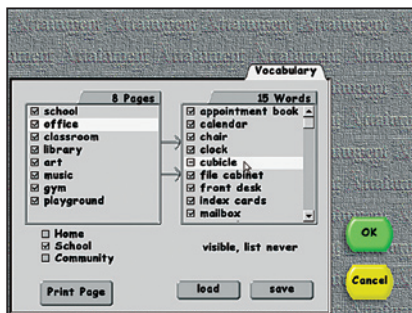 Vocabulary
8 Pages
school
office
classroom
library
art
music
gym
playground
15 Words
appointment book
calendar
chair
clock
cubicle
file cabinet
front desk
index cards
mailbox
Home
School
Community
visible, list never
Print Page
load
save
OK
Cancel